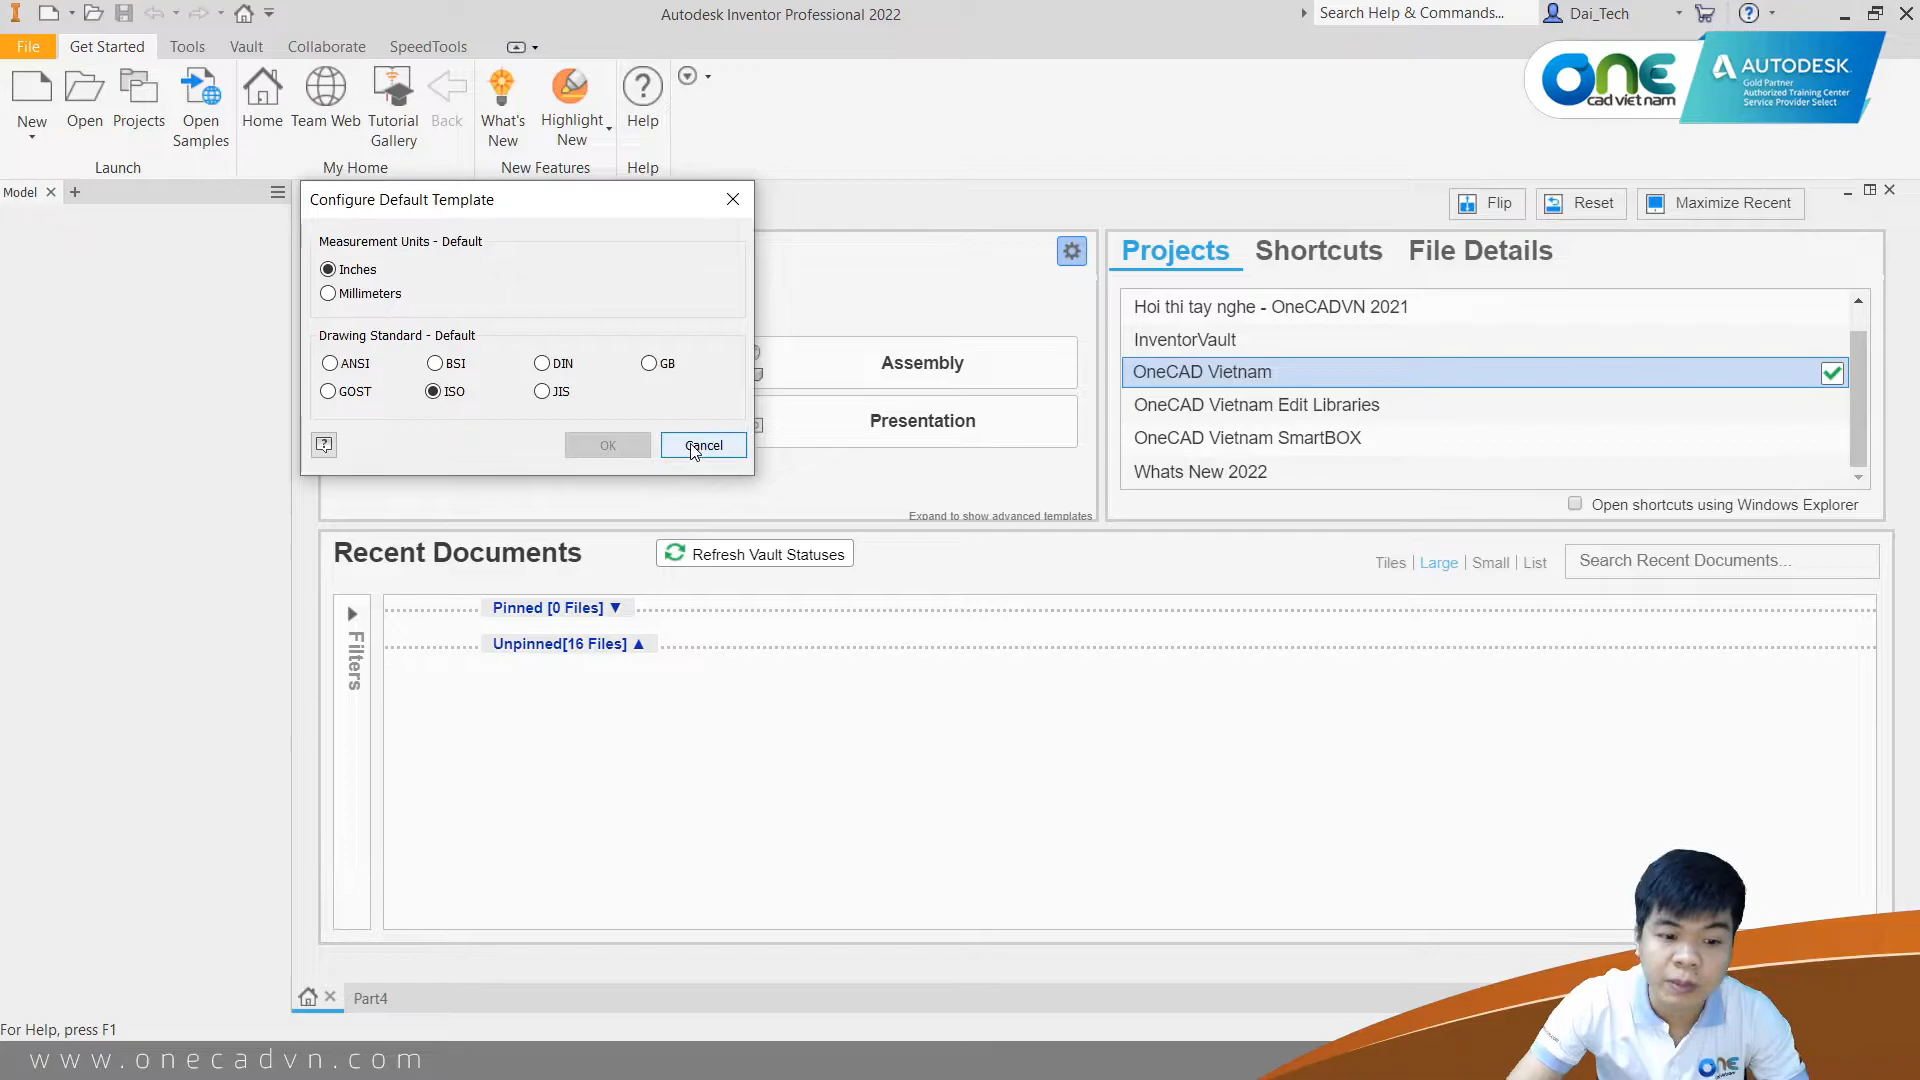 Autodesk Inventor Professional 2022
Search Help & Commands...
Dai_Tech
File
Get Started
Tools
Vault
Collaborate
SpeedTools
New
Open
Projects
Open Samples
Launch
Home
Team Web
Tutorial Gallery
Back
My Home
What's New
Highlight New
New Features
Help
Help
ONE
cad viet nam
AUTODESK.
Gold Partner
Authorized Training Center
Service Provider Select
Model
Configure Default Template
Measurement Units - Default
Inches
Millimeters
Drawing Standard - Default
ANSI
BSI
DIN
GB
GOST
ISO
JIS
OK
Cancel
Flip
Reset
Maximize Recent
Assembly
Presentation
Expand to show advanced templates
Projects
Shortcuts
File Details
Hoi thi tay nghe - OneCADVN 2021
InventorVault
OneCAD Vietnam
OneCAD Vietnam Edit Libraries
OneCAD Vietnam SmartBOX
Whats New 2022
Open shortcuts using Windows Explorer
Recent Documents
Refresh Vault Statuses
Tiles | Large | Small | List
Search Recent Documents...
Filters
Pinned [0 Files] ▼
Unpinned[16 Files] ▲
Part4
For Help, press F1
www.onecadvn.com
ONE